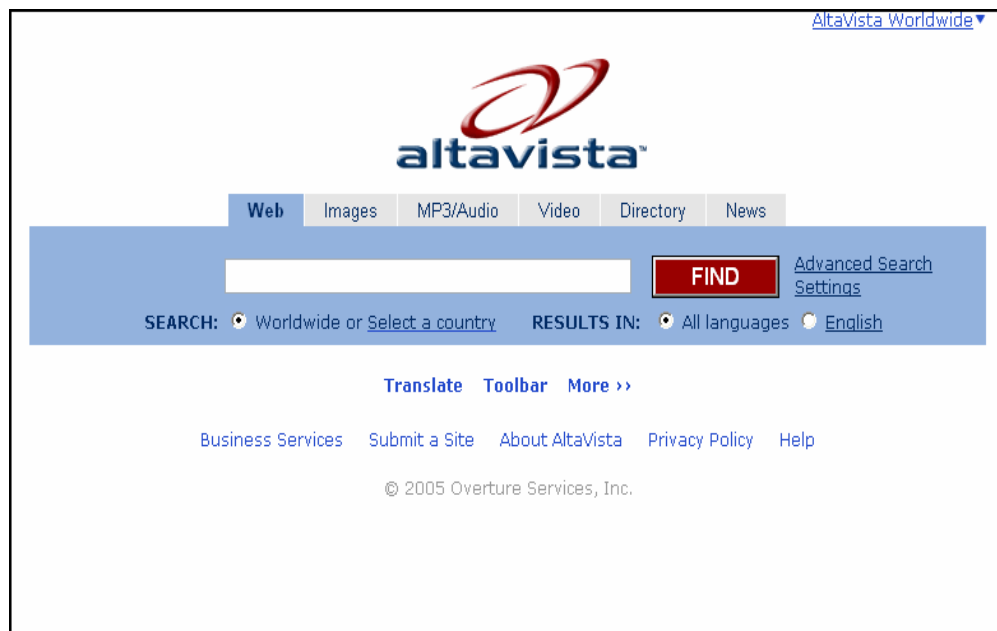 AltaVista Worldwide▼
altavista™
Web Images MP3/Audio Video Directory News
FIND
Advanced Search
Settings
SEARCH: Worldwide or Select a country RESULTS IN: All languages English
Translate Toolbar More ››
Business Services Submit a Site About AltaVista Privacy Policy Help
© 2005 Overture Services, Inc.